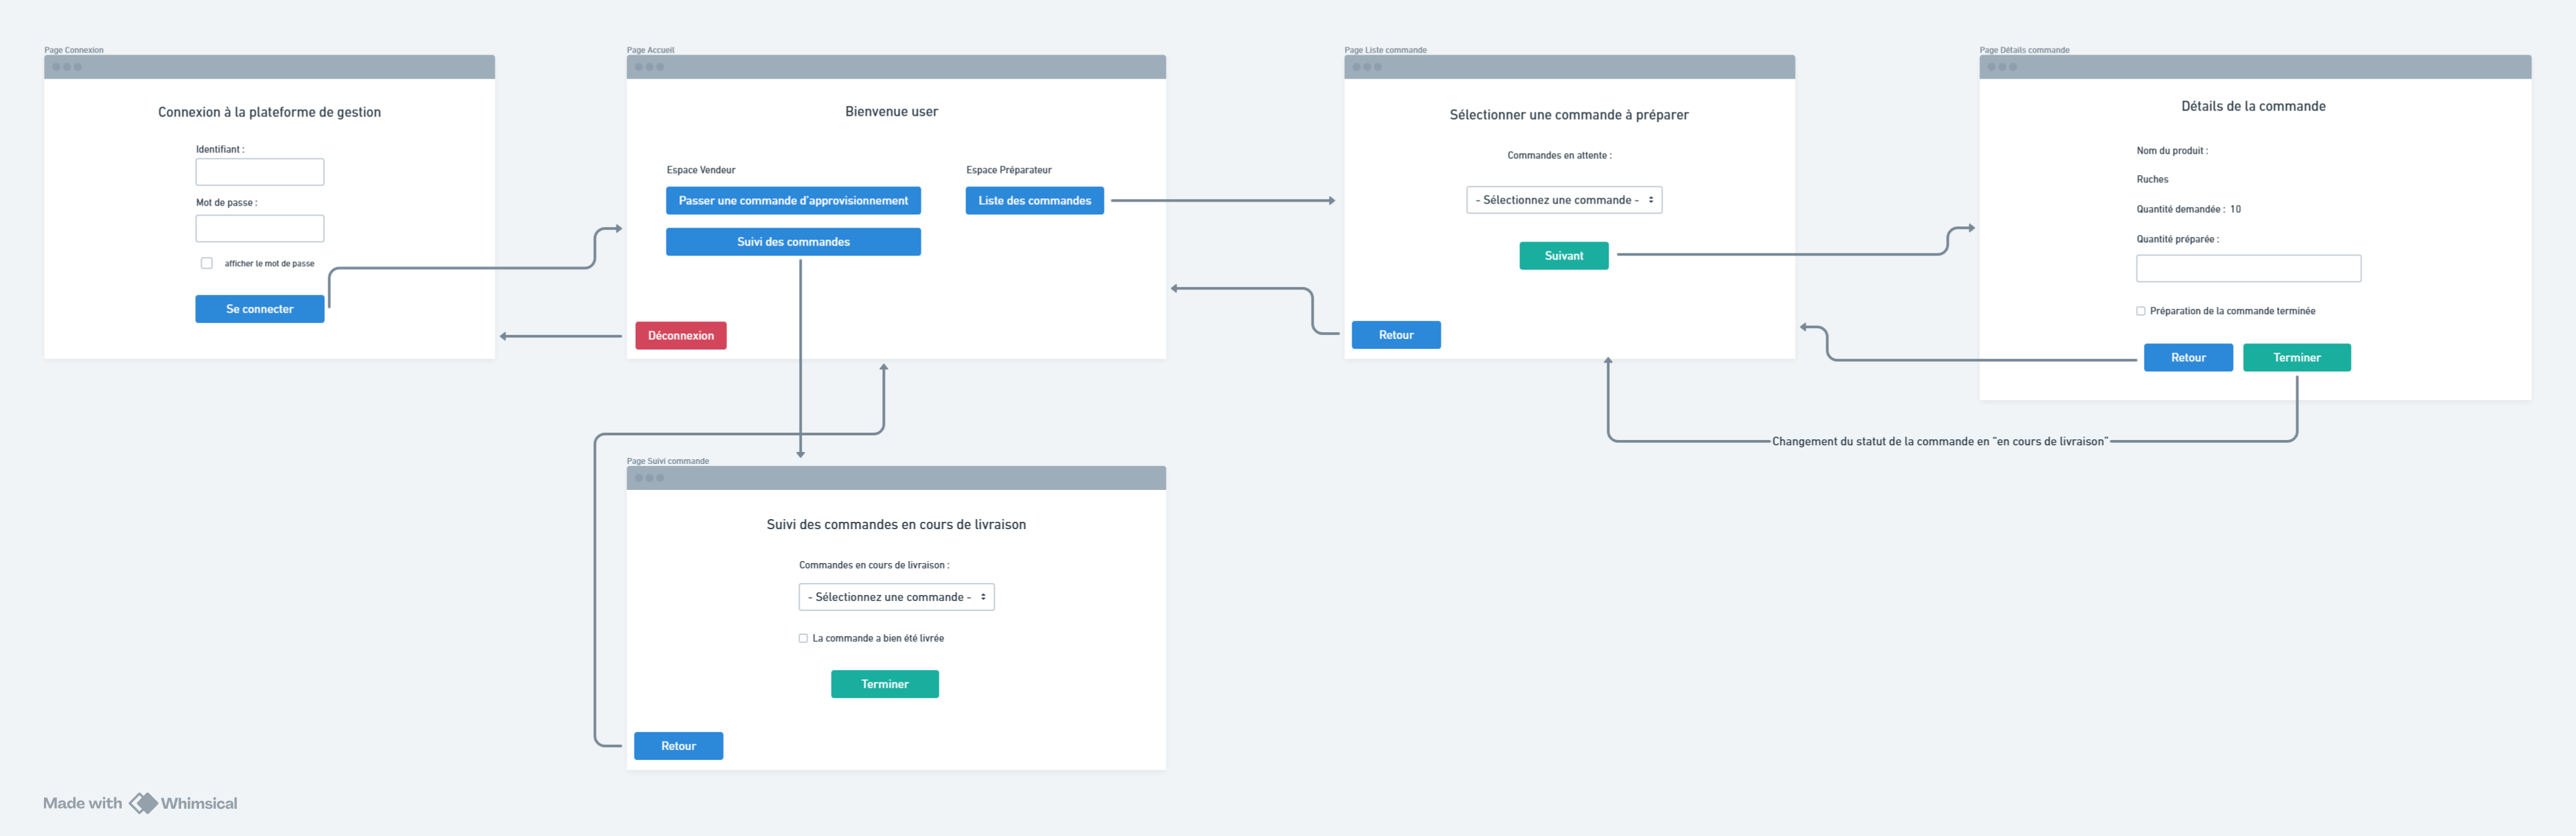 Page Connexion
Connexion à la plateforme de gestion
Identifiant :
Mot de passe :
afficher le mot de passe
Se connecter
Page Accueil
Bienvenue user
Espace Vendeur
Passer une commande d'approvisionnement
Suivi des commandes
Espace Préparateur
Liste des commandes
Déconnexion
Page Liste commande
Sélectionner une commande à préparer
Commandes en attente :
- Sélectionnez une commande -
Suivant
Retour
Page Détails commande
Détails de la commande
Nom du produit :
Ruches
Quantité demandée : 10
Quantité préparée :
Préparation de la commande terminée
Retour
Terminer
Changement du statut de la commande en "en cours de livraison"
Page Suivi commande
Suivi des commandes en cours de livraison
Commandes en cours de livraison :
- Sélectionnez une commande -
La commande a bien été livrée
Terminer
Retour
Made with Whimsical